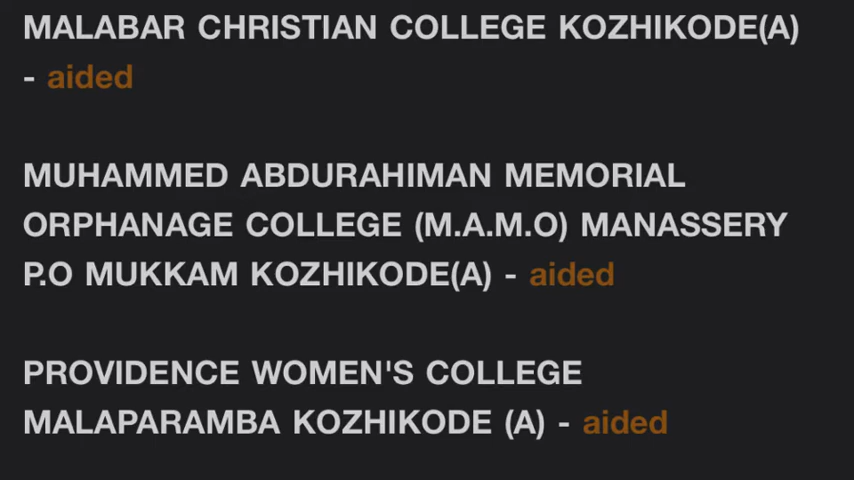 MALABAR CHRISTIAN COLLEGE KOZHIKODE(A)
- aided
MUHAMMED ABDURAHIMAN MEMORIAL
ORPHANAGE COLLEGE (M.A.M.O) MANASSERY
P.O MUKKAM KOZHIKODE(A) - aided
PROVIDENCE WOMEN'S COLLEGE
MALAPARAMBA KOZHIKODE (A) - aided